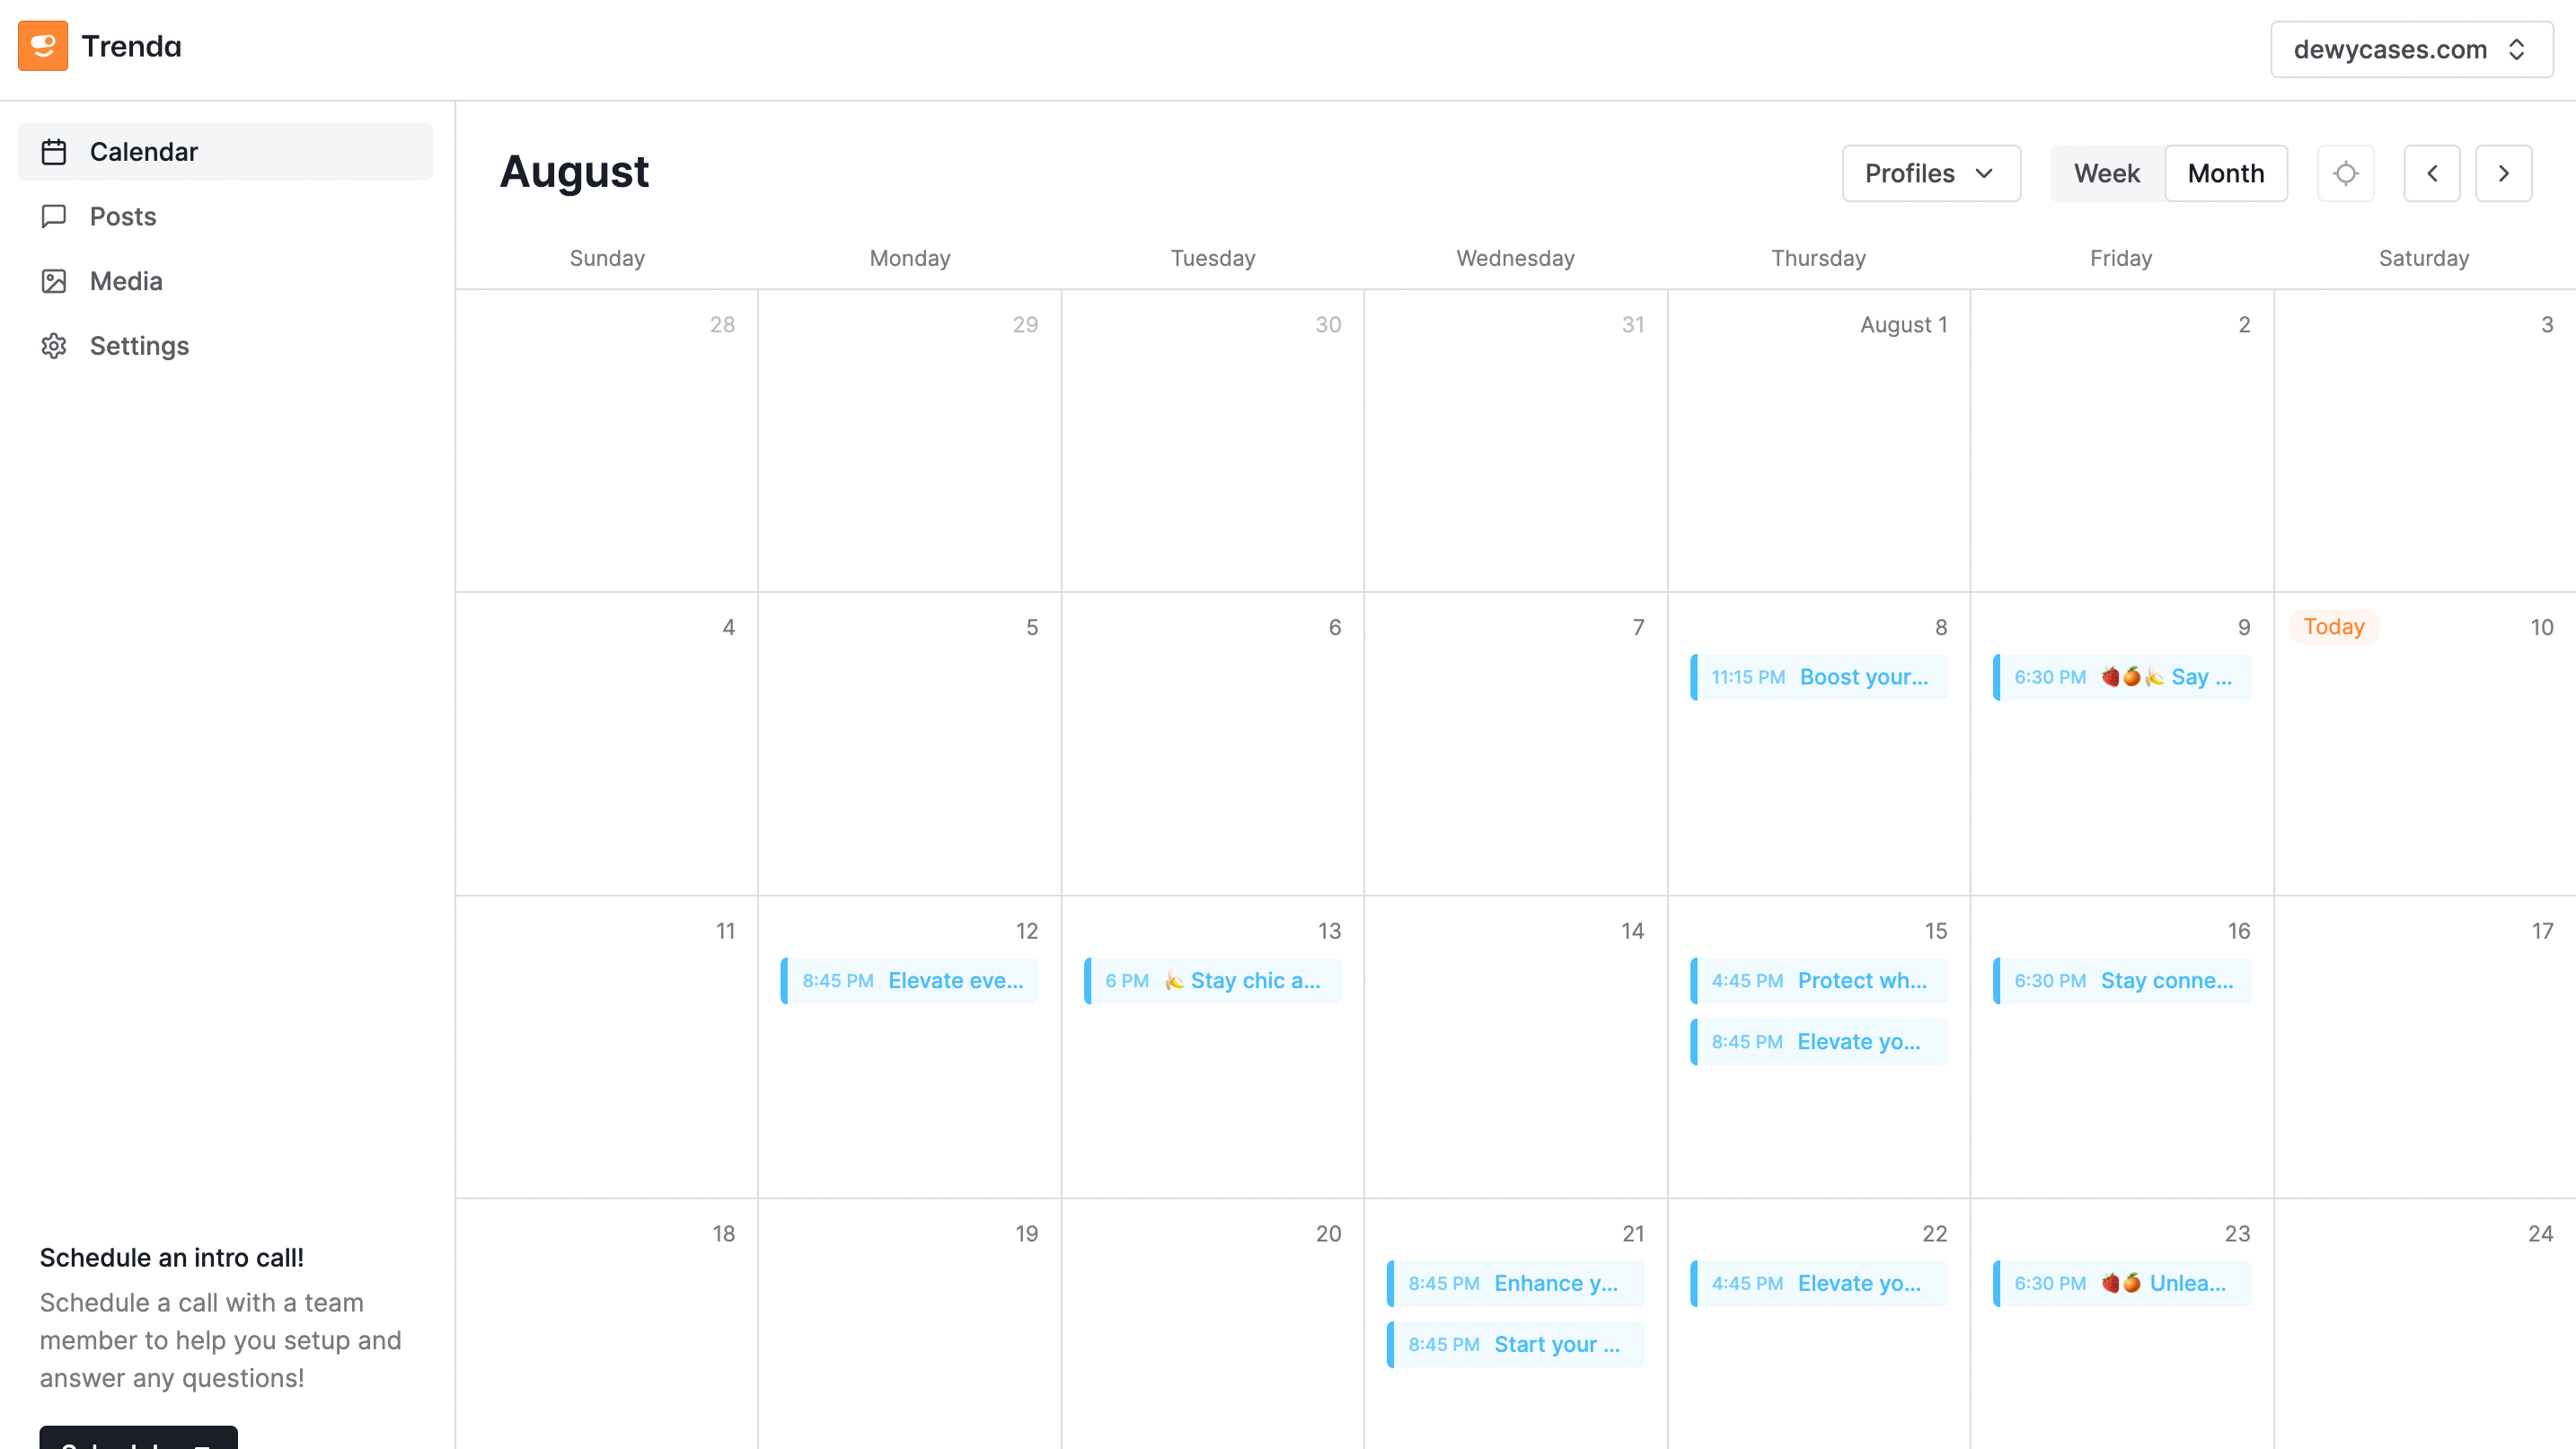 Trenda
dewycases.com
Calendar
Posts
Media
Settings
August
Profiles
Week
Month
Sunday
Monday
Tuesday
Wednesday
Thursday
Friday
Saturday
28
29
30
31
August 1
2
3
4
5
6
7
8
11:15 PM Boost your...
9
6:30 PM 🍓🍊🍌 Say ...
Today
10
11
12
8:45 PM Elevate eve...
13
6 PM 🍌 Stay chic a...
14
15
4:45 PM Protect wh...
8:45 PM Elevate yo...
16
6:30 PM Stay conne...
17
18
19
20
21
8:45 PM Enhance y...
8:45 PM Start your ...
22
4:45 PM Elevate yo...
23
6:30 PM 🍓🍊 Unlea...
24
Schedule an intro call!
Schedule a call with a team
member to help you setup and
answer any questions!